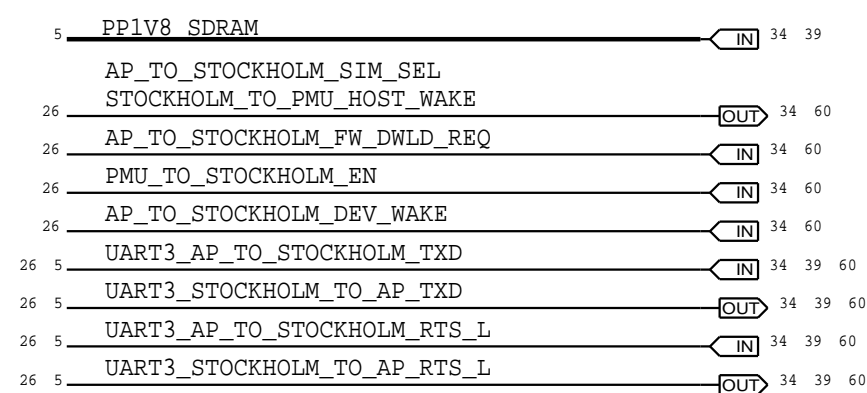 5 PP1V8 SDRAM IN 34 39
AP_TO_STOCKHOLM_SIM_SEL
26 STOCKHOLM_TO_PMU_HOST_WAKE OUT 34 60
26 AP_TO_STOCKHOLM_FW_DWLD_REQ IN 34 60
26 PMU_TO_STOCKHOLM_EN IN 34 60
26 AP_TO_STOCKHOLM_DEV_WAKE IN 34 60
26 5 UART3_AP_TO_STOCKHOLM_TXD IN 34 39 60
26 5 UART3_STOCKHOLM_TO_AP_TXD OUT 34 39 60
26 5 UART3_AP_TO_STOCKHOLM_RTS_L IN 34 39 60
26 5 UART3_STOCKHOLM_TO_AP_RTS_L OUT 34 39 60